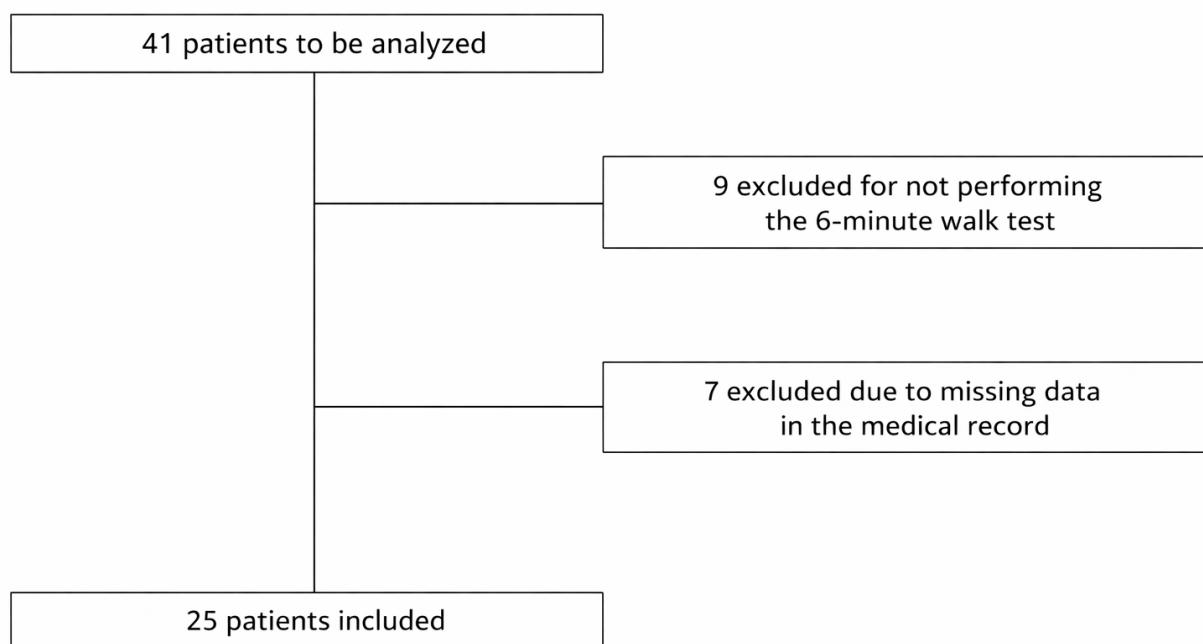 41 patients to be analyzed
9 excluded for not performing
the 6-minute walk test
7 excluded due to missing data
in the medical record
25 patients included